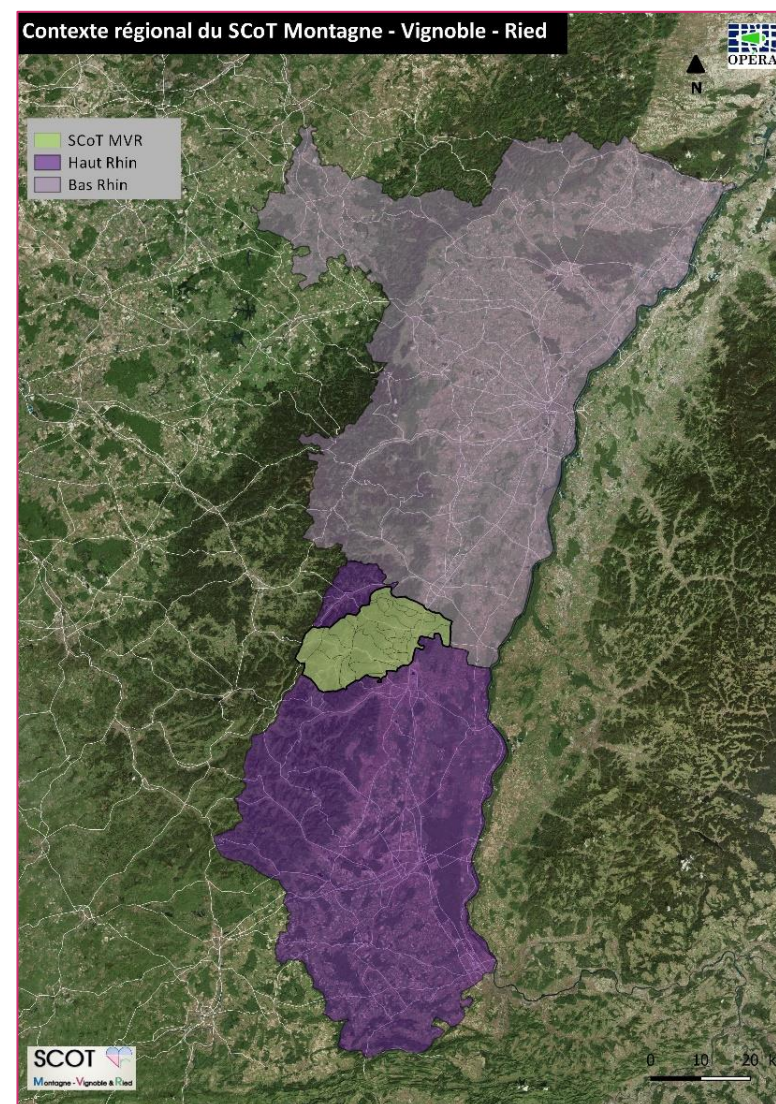 Contexte régional du SCoT Montagne - Vignoble - Ried
OPERA
N
SCoT MVR
Haut Rhin
Bas Rhin
SCOT
Montagne - Vignoble & Ried
0 10 20 k